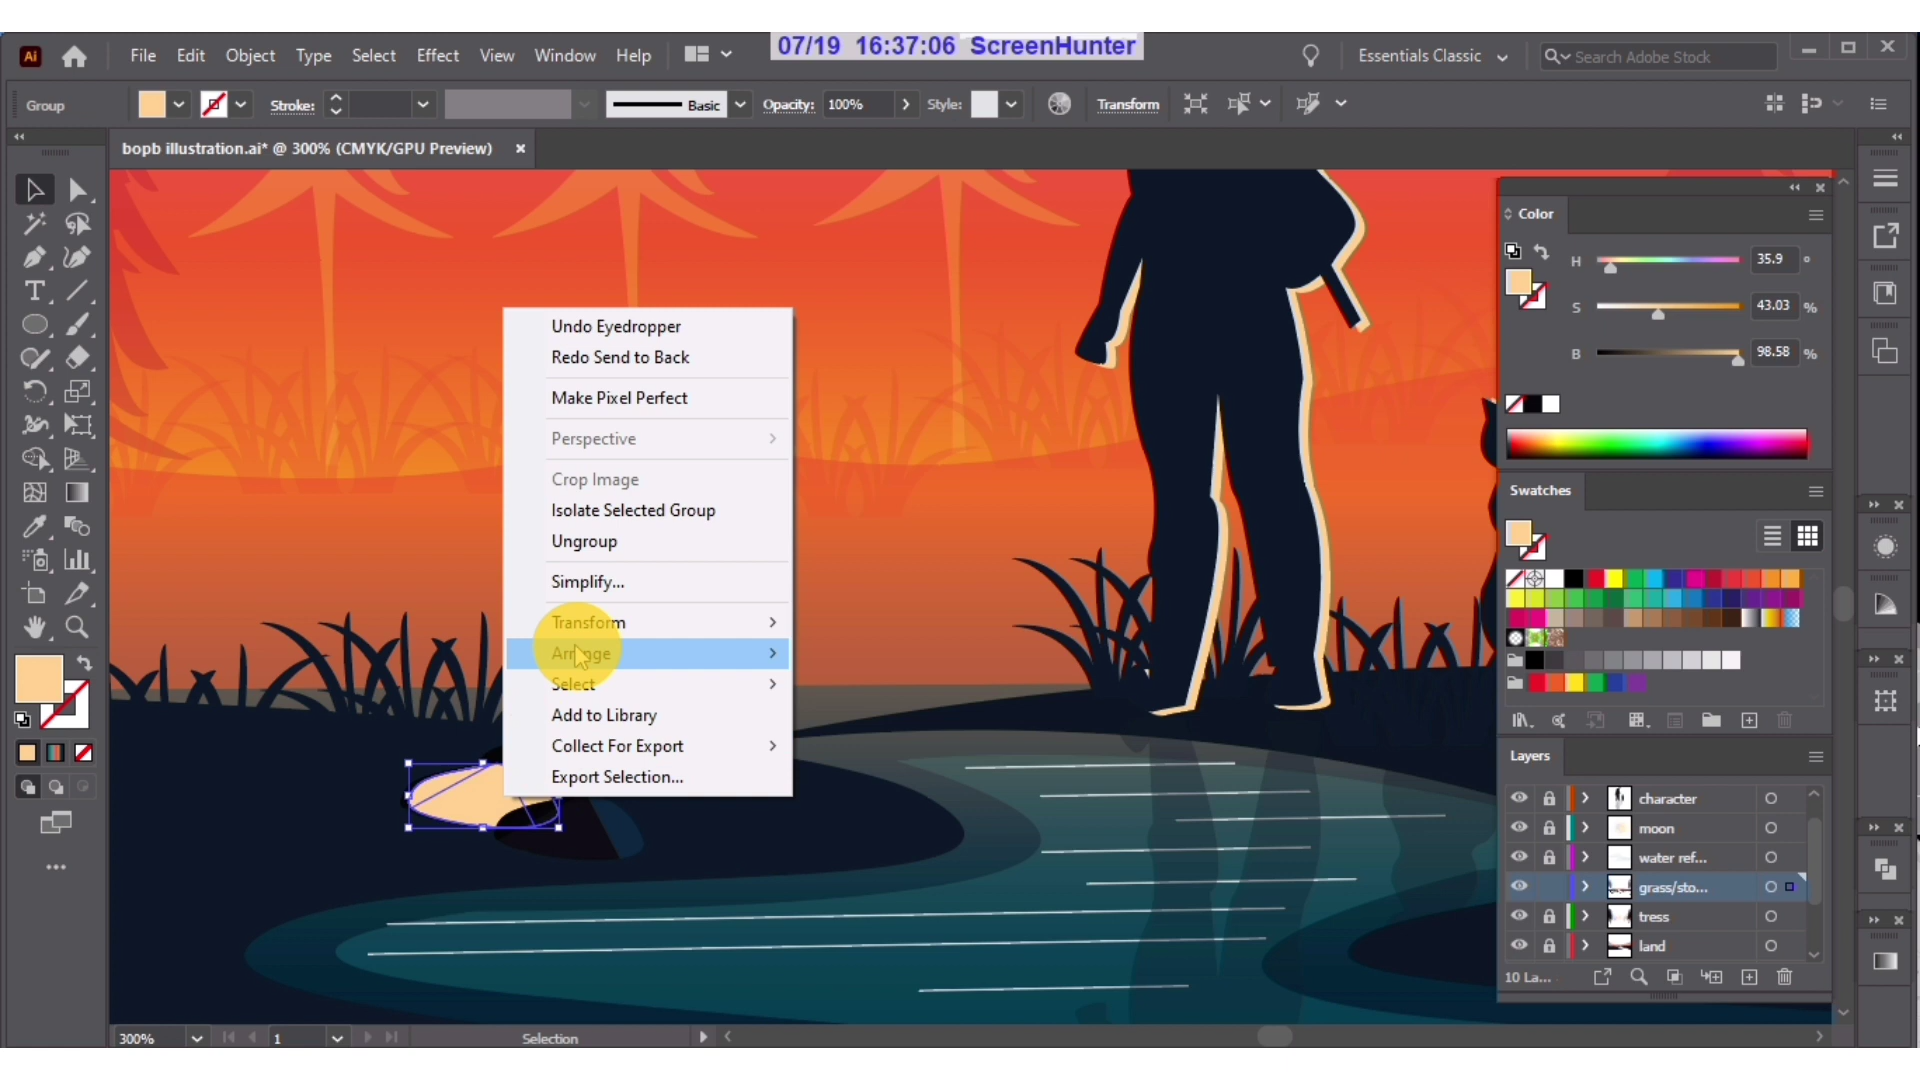 07/19 16:37:06 ScreenHunter
Ai File Edit Object Type Select Effect View Window Help Essentials Classic Search Adobe Stock
Group Stroke: Basic Opacity: 100% Style: Transform
bopb illustration.ai* @ 300% (CMYK/GPU Preview)
Undo Eyedropper
Redo Send to Back
Make Pixel Perfect
Perspective
Crop Image
Isolate Selected Group
Ungroup
Simplify...
Transform
Arrange
Select
Add to Library
Collect For Export
Export Selection...
Color
H 35.9 °
S 43.03 %
B 98.58 %
Swatches
Layers
character
moon
water ref...
grass/sto...
tress
land
10 La...
300% 1 Selection